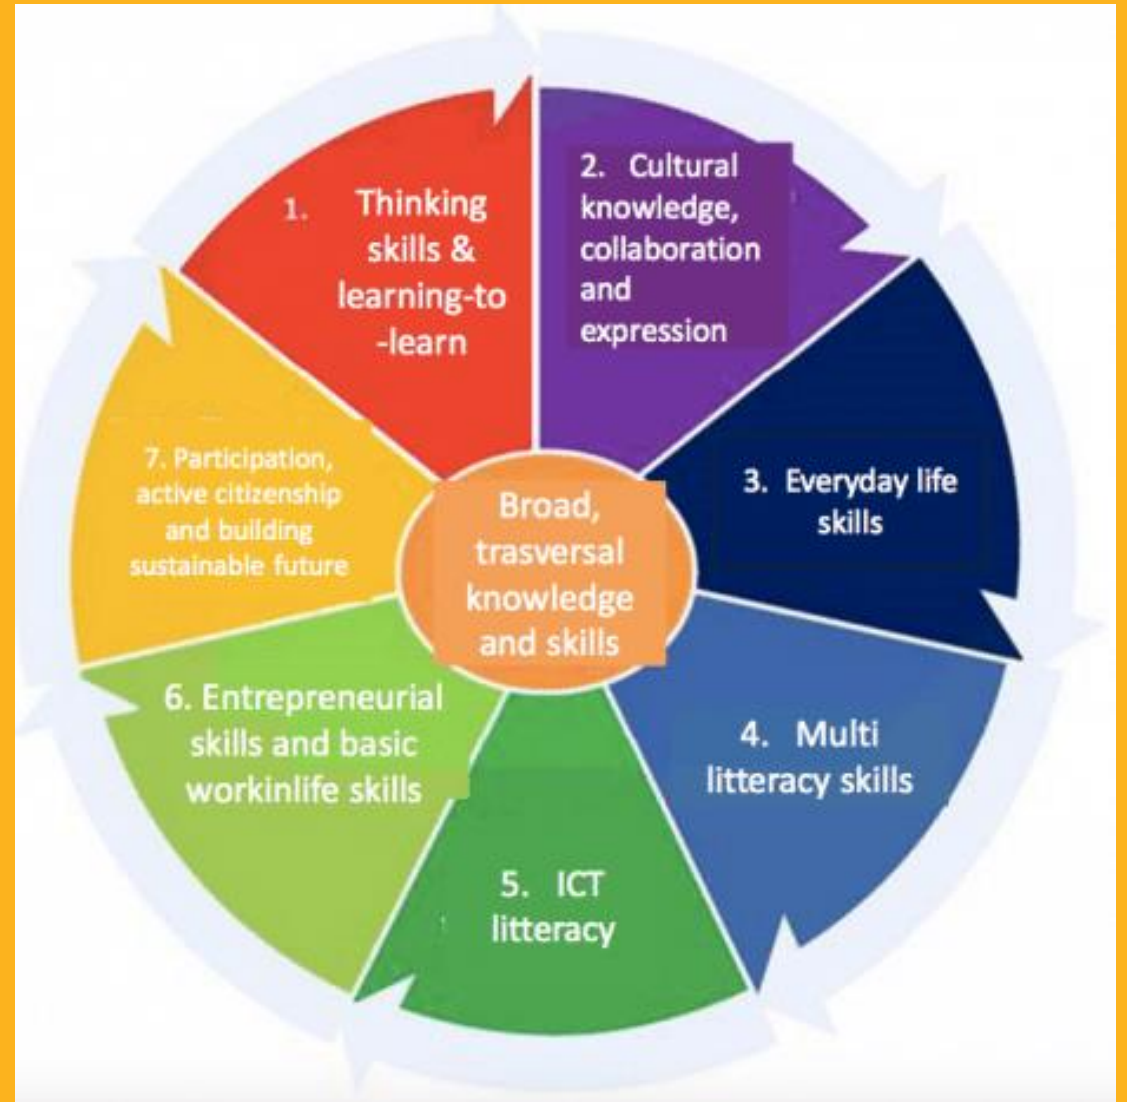 1. Thinking
skills &
learning-to
-learn
2. Cultural
knowledge,
collaboration
and
expression
3. Everyday life
skills
4. Multi
litteracy skills
5. ICT
litteracy
6. Entrepreneurial
skills and basic
workinlife skills
7. Participation,
active citizenship
and building
sustainable future
Broad,
trasversal
knowledge
and skills